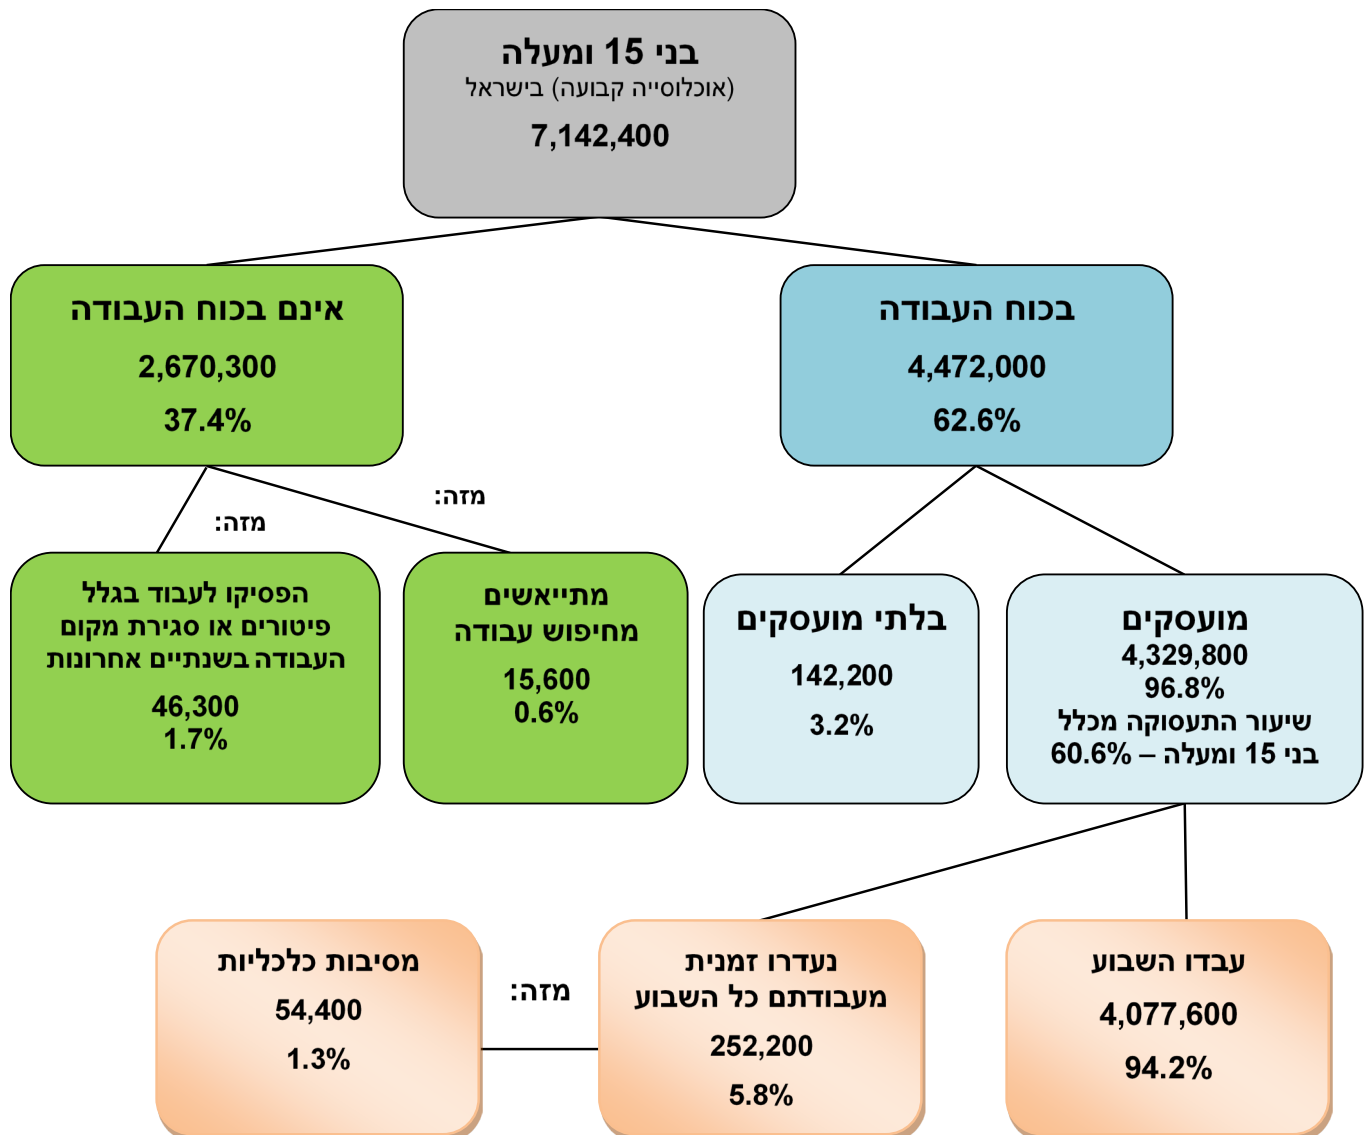 בני 15 ומעלה
(אוכלוסייה קבועה) בישראל
7,142,400
בכוח העבודה
4,472,000
62.6%
אינם בכוח העבודה
2,670,300
37.4%
מזה:
מזה:
מועסקים
4,329,800
96.8%
שיעור התעסוקה מכלל
בני 15 ומעלה – 60.6%
בלתי מועסקים
142,200
3.2%
מתייאשים
מחיפוש עבודה
15,600
0.6%
הפסיקו לעבוד בגלל
פיטורים או סגירת מקום
העבודה בשנתיים אחרונות
46,300
1.7%
עבדו השבוע
4,077,600
94.2%
נעדרו זמנית
מעבודתם כל השבוע
252,200
5.8%
מזה:
מסיבות כלכליות
54,400
1.3%